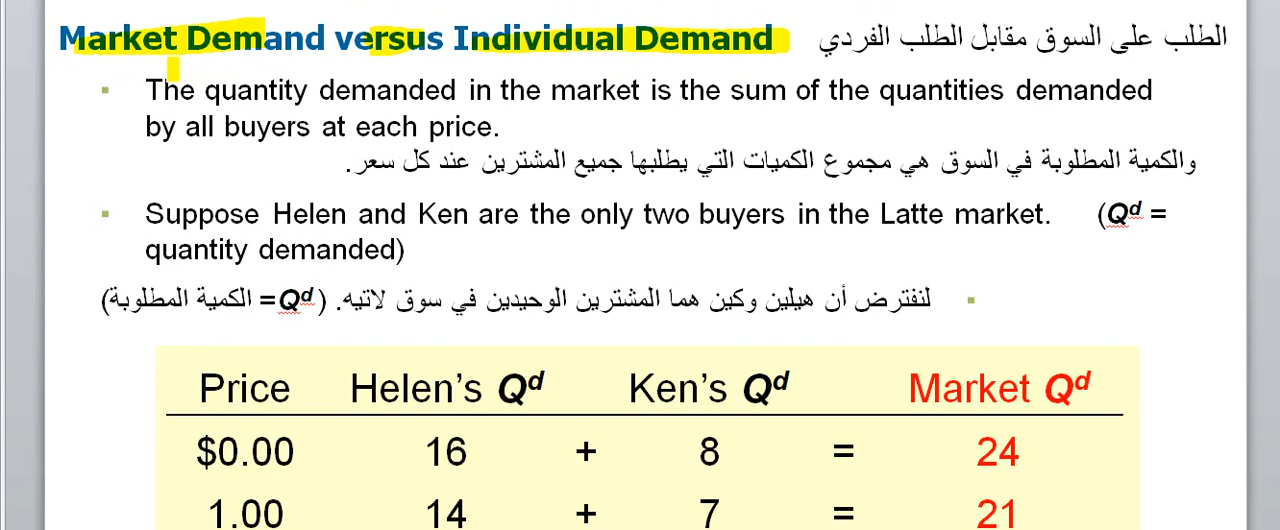 Market Demand versus Individual Demand الطلب على السوق مقابل الطلب الفردي
The quantity demanded in the market is the sum of the quantities demanded
by all buyers at each price.
والكمية المطلوبة في السوق هي مجموع الكميات التي يطلبها جميع المشترين عند كل سعر.
Suppose Helen and Ken are the only two buyers in the Latte market. (Qd =
quantity demanded)
لنفترض أن هيلين وكين هما المشترين الوحيدين في سوق لاتيه. (Qd= الكمية المطلوبة)
Price Helen’s Qd Ken’s Qd Market Qd
$0.00 16 + 8 = 24
1.00 14 + 7 = 21